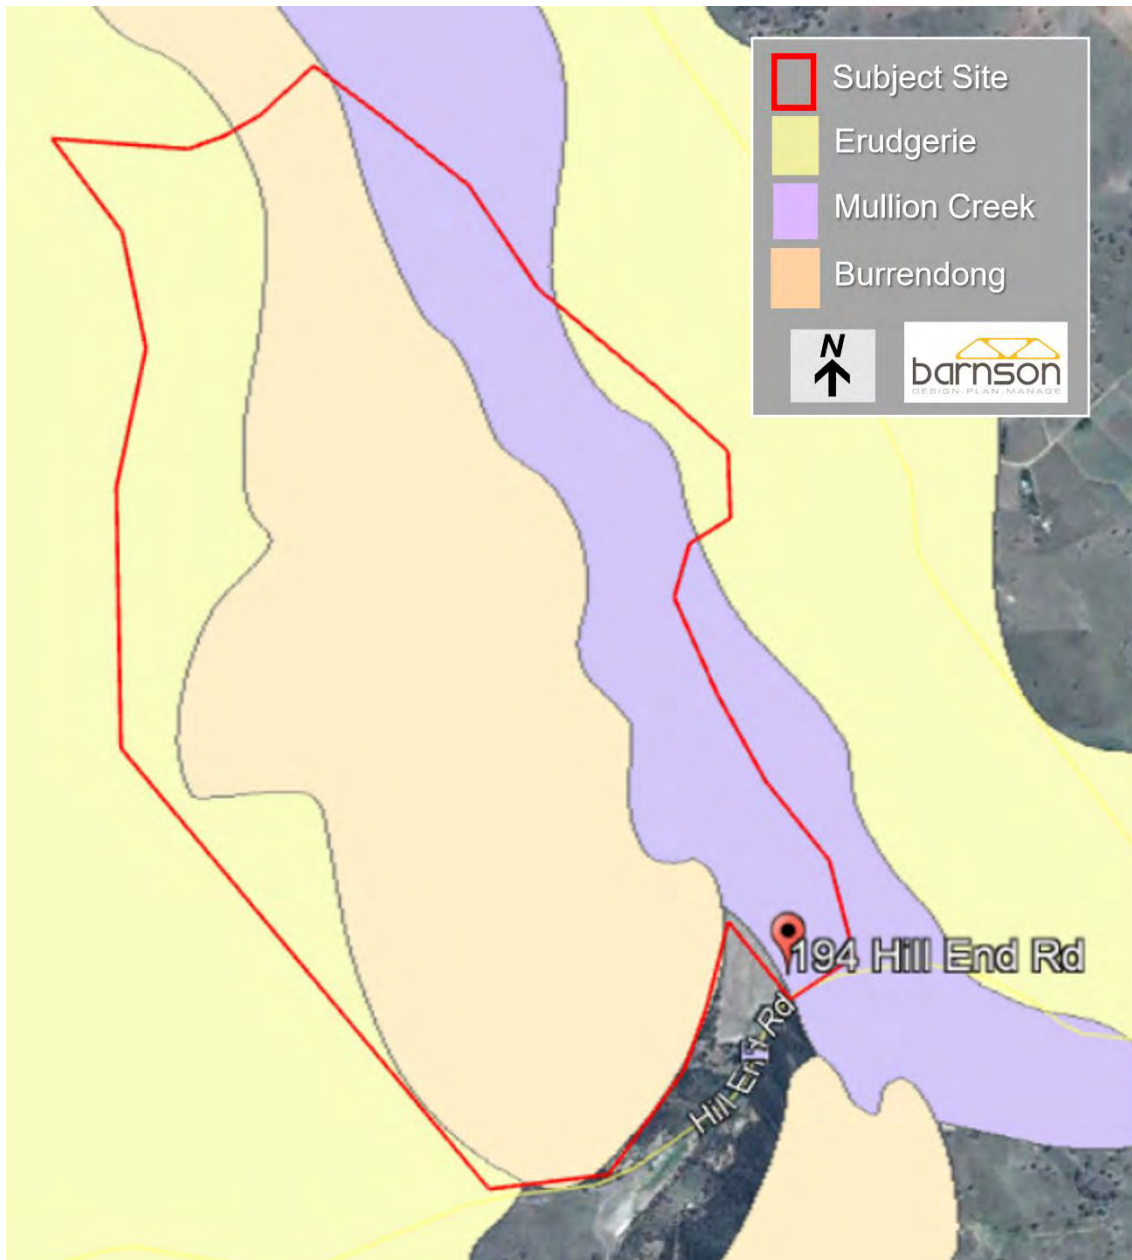 Subject Site
Erudgerie
Mullion Creek
Burrendong
N
barnson
DESIGN.PLAN.MANAGE
194 Hill End Rd
Hill End Rd